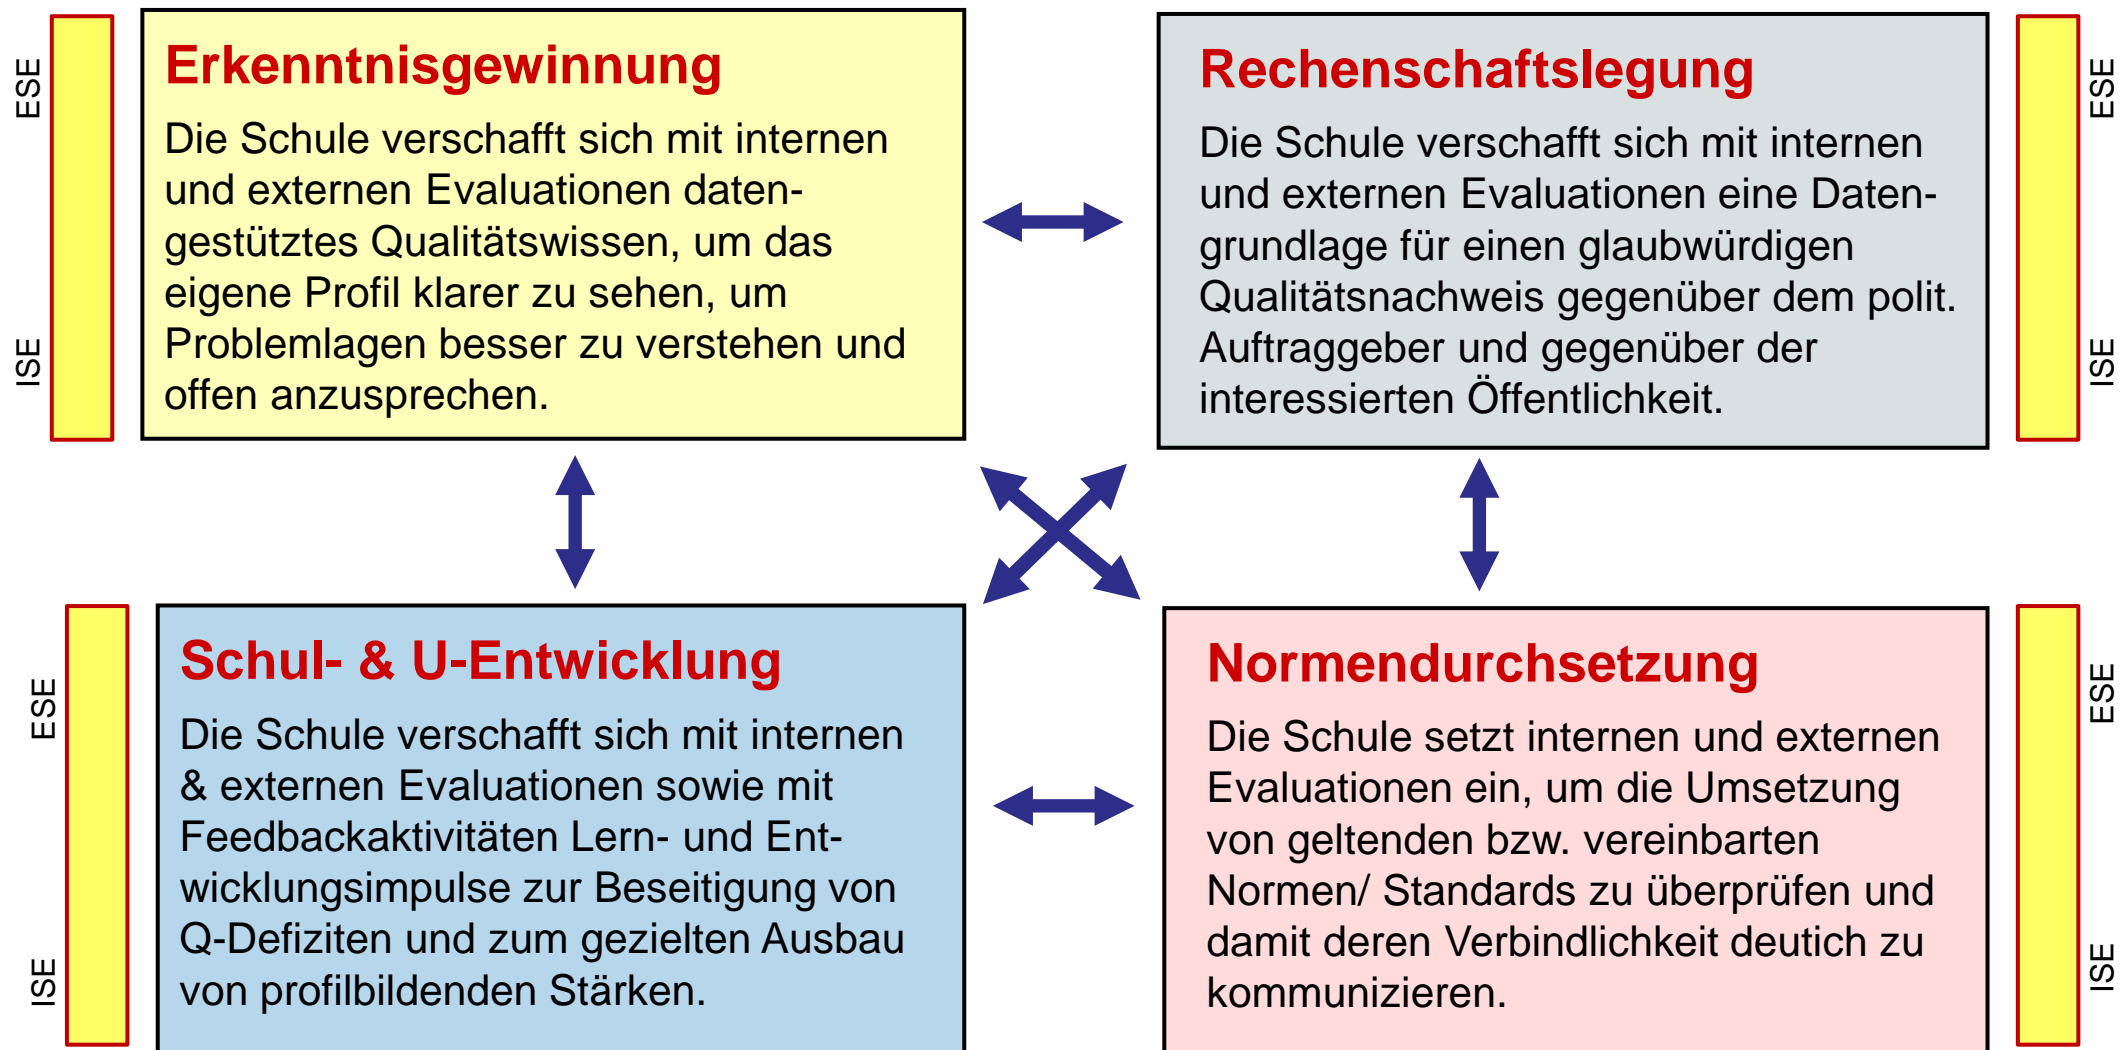 ESE
ISE
Erkenntnisgewinnung
Die Schule verschafft sich mit internen
und externen Evaluationen daten-
gestütztes Qualitätswissen, um das
eigene Profil klarer zu sehen, um
Problemlagen besser zu verstehen und
offen anzusprechen.
Rechenschaftslegung
Die Schule verschafft sich mit internen
und externen Evaluationen eine Daten-
grundlage für einen glaubwürdigen
Qualitätsnachweis gegenüber dem polit.
Auftraggeber und gegenüber der
interessierten Öffentlichkeit.
ESE
ISE
ESE
ISE
Schul- & U-Entwicklung
Die Schule verschafft sich mit internen
& externen Evaluationen sowie mit
Feedbackaktivitäten Lern- und Ent-
wicklungsimpulse zur Beseitigung von
Q-Defiziten und zum gezielten Ausbau
von profilbildenden Stärken.
Normendurchsetzung
Die Schule setzt internen und externen
Evaluationen ein, um die Umsetzung
von geltenden bzw. vereinbarten
Normen/ Standards zu überprüfen und
damit deren Verbindlichkeit deutich zu
kommunizieren.
ESE
ISE